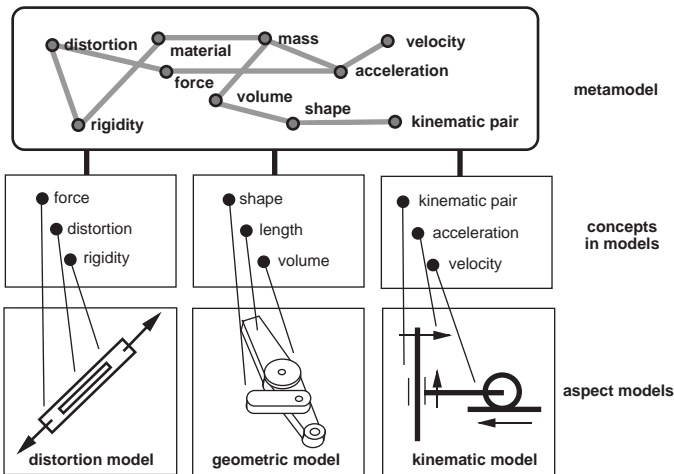 distortion
material
mass
velocity
force
acceleration
volume
shape
rigidity
kinematic pair
metamodel
force
distortion
rigidity
shape
length
volume
kinematic pair
acceleration
velocity
concepts
in models
aspect models
distortion model
geometric model
kinematic model